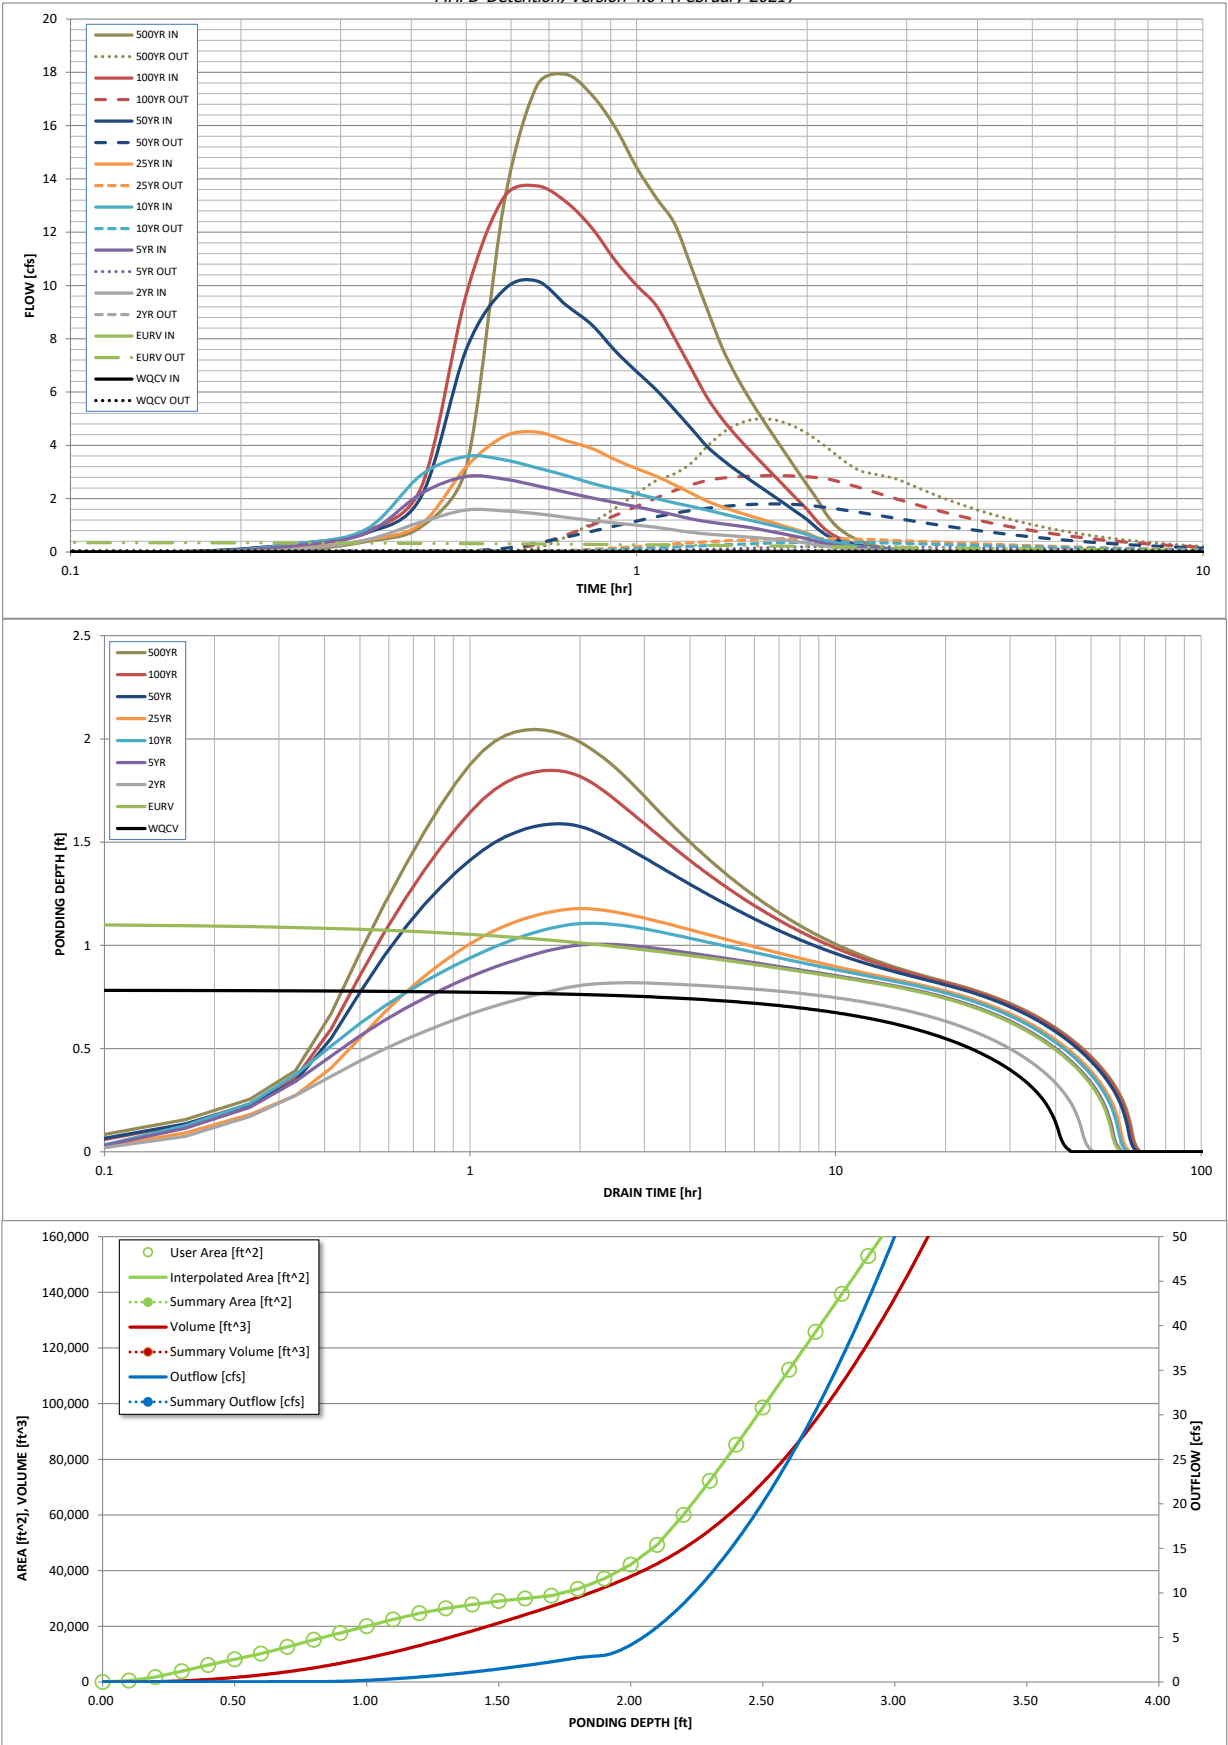 MHFD-Detention, Version 4.04 (February 2021)
20
18
16
14
12
10
8
6
4
2
0
FLOW [cfs]
500YR IN
500YR OUT
100YR IN
100YR OUT
50YR IN
50YR OUT
25YR IN
25YR OUT
10YR IN
10YR OUT
5YR IN
5YR OUT
2YR IN
2YR OUT
EURV IN
EURV OUT
WQCV IN
WQCV OUT
0.1 1 10
TIME [hr]
2.5
2
1.5
1
0.5
0
PONDING DEPTH [ft]
500YR
100YR
50YR
25YR
10YR
5YR
2YR
EURV
WQCV
0.1 1 10 100
DRAIN TIME [hr]
160,000
140,000
120,000
100,000
80,000
60,000
40,000
20,000
0
AREA [ft^2], VOLUME [ft^3]
User Area [ft^2]
Interpolated Area [ft^2]
Summary Area [ft^2]
Volume [ft^3]
Summary Volume [ft^3]
Outflow [cfs]
Summary Outflow [cfs]
50
45
40
35
30
25
20
15
10
5
0
OUTFLOW [cfs]
0.00 0.50 1.00 1.50 2.00 2.50 3.00 3.50 4.00
PONDING DEPTH [ft]